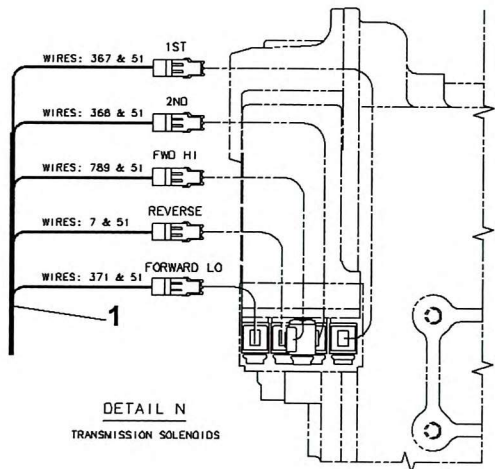 1ST
WIRES: 367 & 51
2ND
WIRES: 368 & 51
FWD HI
WIRES: 789 & 51
REVERSE
WIRES: 7 & 51
FORWARD LO
WIRES: 371 & 51
1
DETAIL N
TRANSMISSION SOLENOIDS